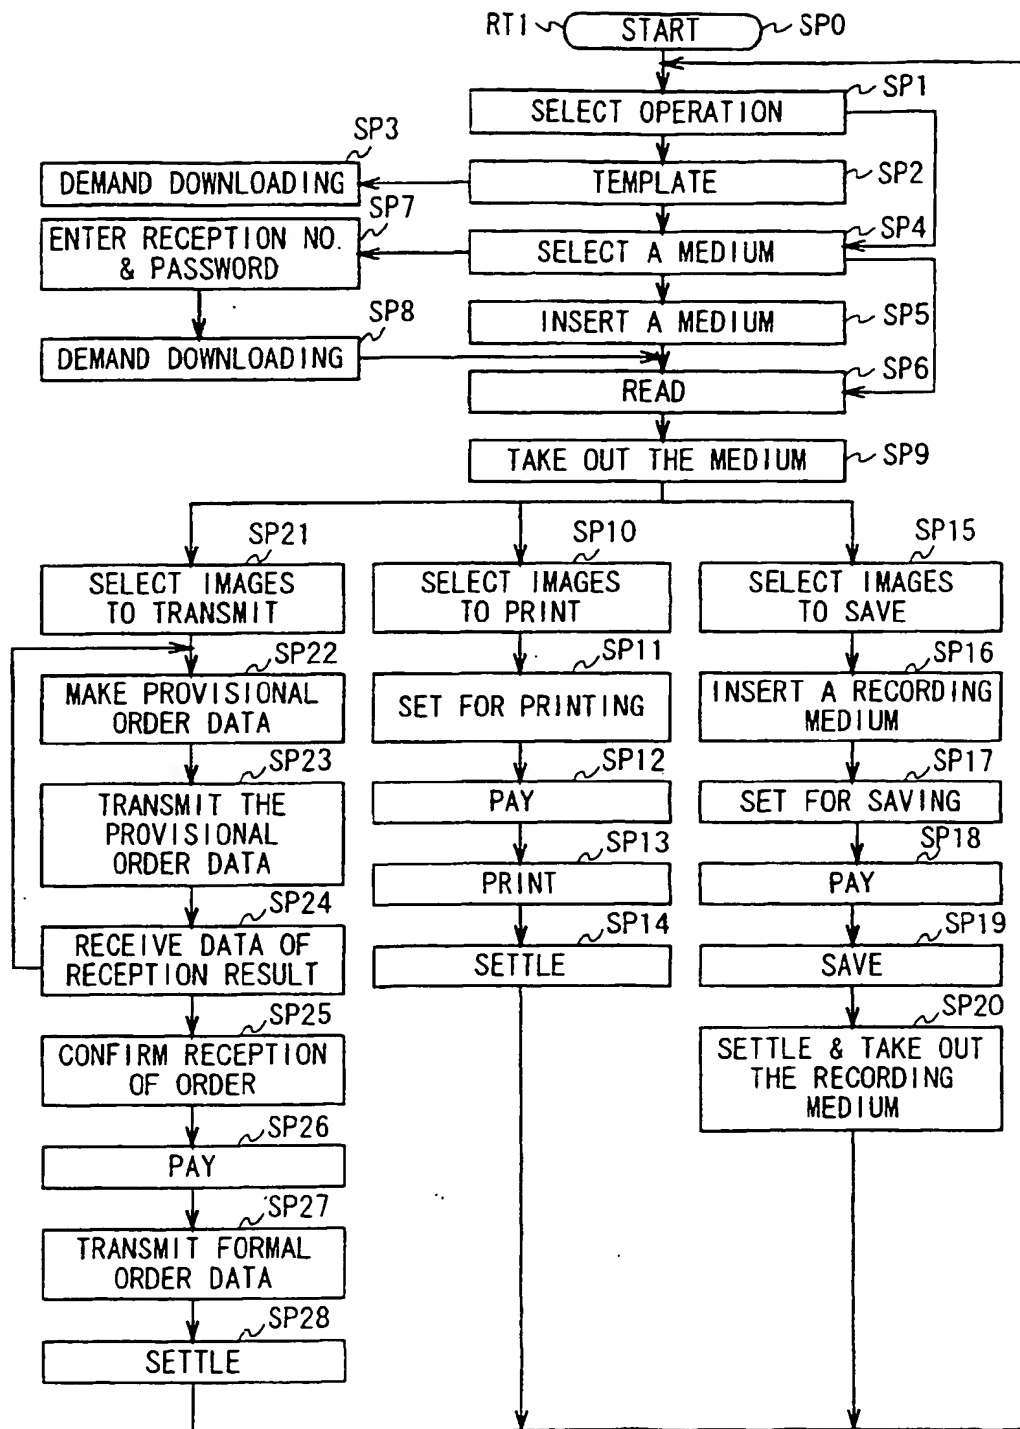 RT1
START
SP0
SP1
SELECT OPERATION
SP3
DEMAND DOWNLOADING
TEMPLATE
SP2
SP7
ENTER RECEPTION NO.
& PASSWORD
SP4
SELECT A MEDIUM
INSERT A MEDIUM
SP5
SP8
DEMAND DOWNLOADING
SP6
READ
TAKE OUT THE MEDIUM
SP9
SP21
SELECT IMAGES
TO TRANSMIT
SP10
SELECT IMAGES
TO PRINT
SP15
SELECT IMAGES
TO SAVE
SP22
MAKE PROVISIONAL
ORDER DATA
SP11
SET FOR PRINTING
SP16
INSERT A RECORDING
MEDIUM
SP23
TRANSMIT THE
PROVISIONAL
ORDER DATA
SP12
PAY
SP17
SET FOR SAVING
SP13
PRINT
SP18
PAY
SP24
RECEIVE DATA OF
RECEPTION RESULT
SP14
SETTLE
SP19
SAVE
SP25
CONFIRM RECEPTION
OF ORDER
SP20
SETTLE & TAKE OUT
THE RECORDING
MEDIUM
SP26
PAY
SP27
TRANSMIT FORMAL
ORDER DATA
SP28
SETTLE